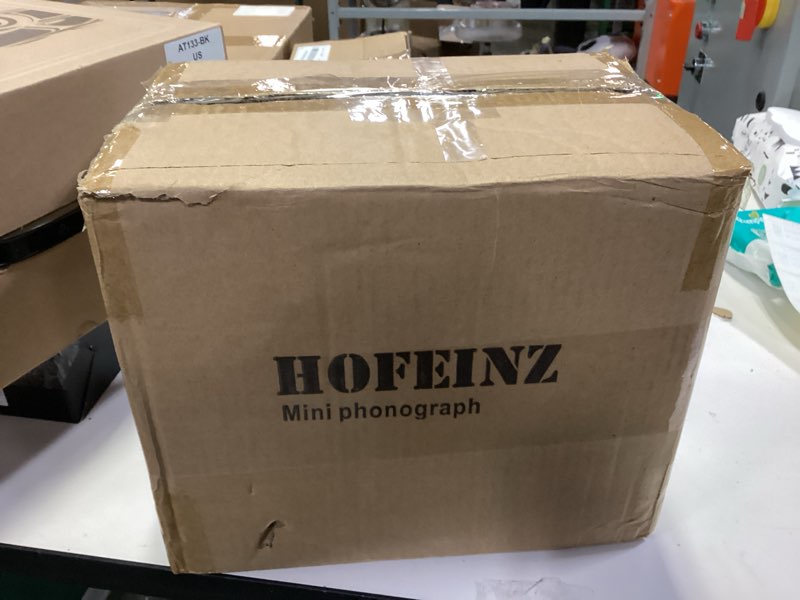 AT133-BK
US
HOFEINZ
Mini phonograph